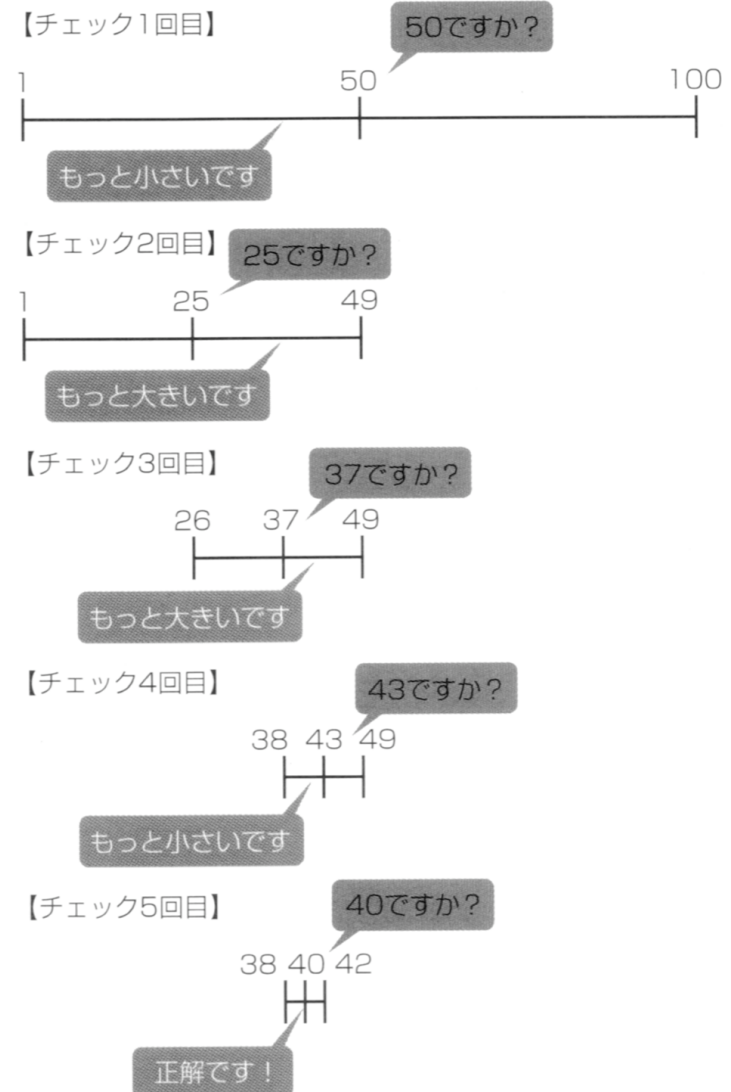 【チェック1回目】
50ですか？
1 50 100
もっと小さいです
【チェック2回目】
25ですか？
1 25 49
もっと大きいです
【チェック3回目】
37ですか？
26 37 49
もっと大きいです
【チェック4回目】
43ですか？
38 43 49
もっと小さいです
【チェック5回目】
40ですか？
38 40 42
正解です！